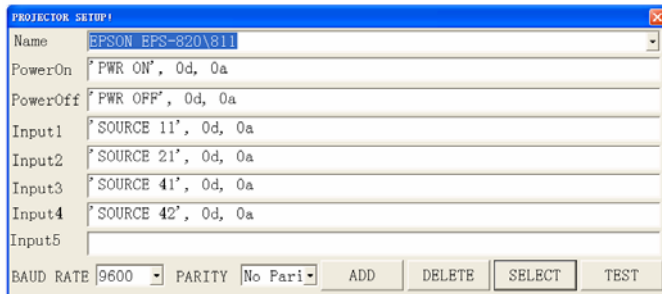 PROJECTOR SETUP!
Name EPSON EPS-820\811
PowerOn 'PWR ON', 0d, 0a
PowerOff 'PWR OFF', 0d, 0a
Input1 'SOURCE 11', 0d, 0a
Input2 'SOURCE 21', 0d, 0a
Input3 'SOURCE 41', 0d, 0a
Input4 'SOURCE 42', 0d, 0a
Input5
BAUD RATE 9600 PARITY No Pari ADD DELETE SELECT TEST